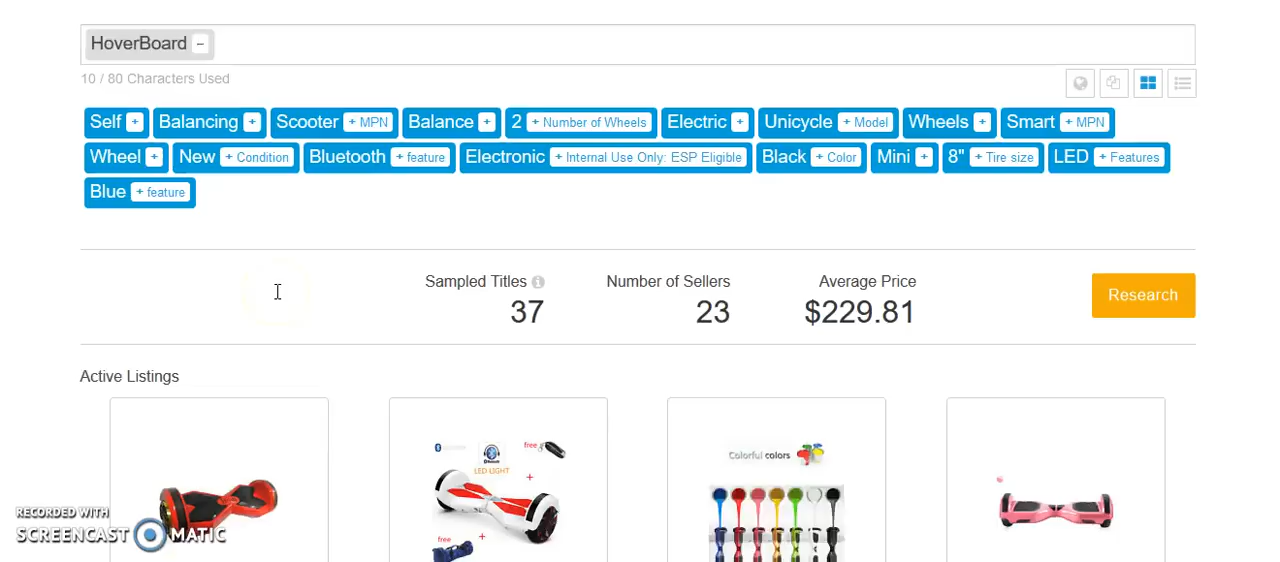 HoverBoard −
10 / 80 Characters Used
Self + Balancing + Scooter + MPN Balance + 2 + Number of Wheels Electric + Unicycle + Model Wheels + Smart + MPN
Wheel + New + Condition Bluetooth + feature Electronic + Internal Use Only: ESP Eligible Black + Color Mini + 8" + Tire size LED + Features
Blue + feature
Sampled Titles Number of Sellers Average Price
37 23 $229.81
Research
Active Listings
free
LED LIGHT
free
Colorful colors
RECORDED WITH
SCREENCAST MATIC